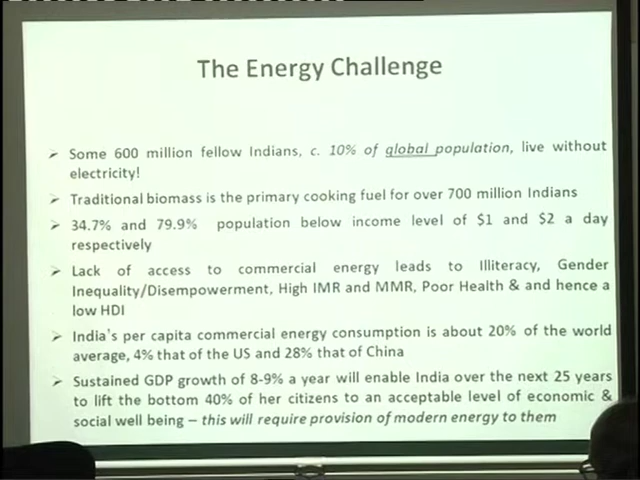 The Energy Challenge
➢ Some 600 million fellow Indians, c. 10% of global population, live without
electricity!
➢ Traditional biomass is the primary cooking fuel for over 700 million Indians
➢ 34.7% and 79.9% population below income level of $1 and $2 a day
respectively
➢ Lack of access to commercial energy leads to Illiteracy, Gender
Inequality/Disempowerment, High IMR and MMR, Poor Health & and hence a
low HDI
➢ India's per capita commercial energy consumption is about 20% of the world
average, 4% that of the US and 28% that of China
➢ Sustained GDP growth of 8-9% a year will enable India over the next 25 years
to lift the bottom 40% of her citizens to an acceptable level of economic &
social well being – this will require provision of modern energy to them